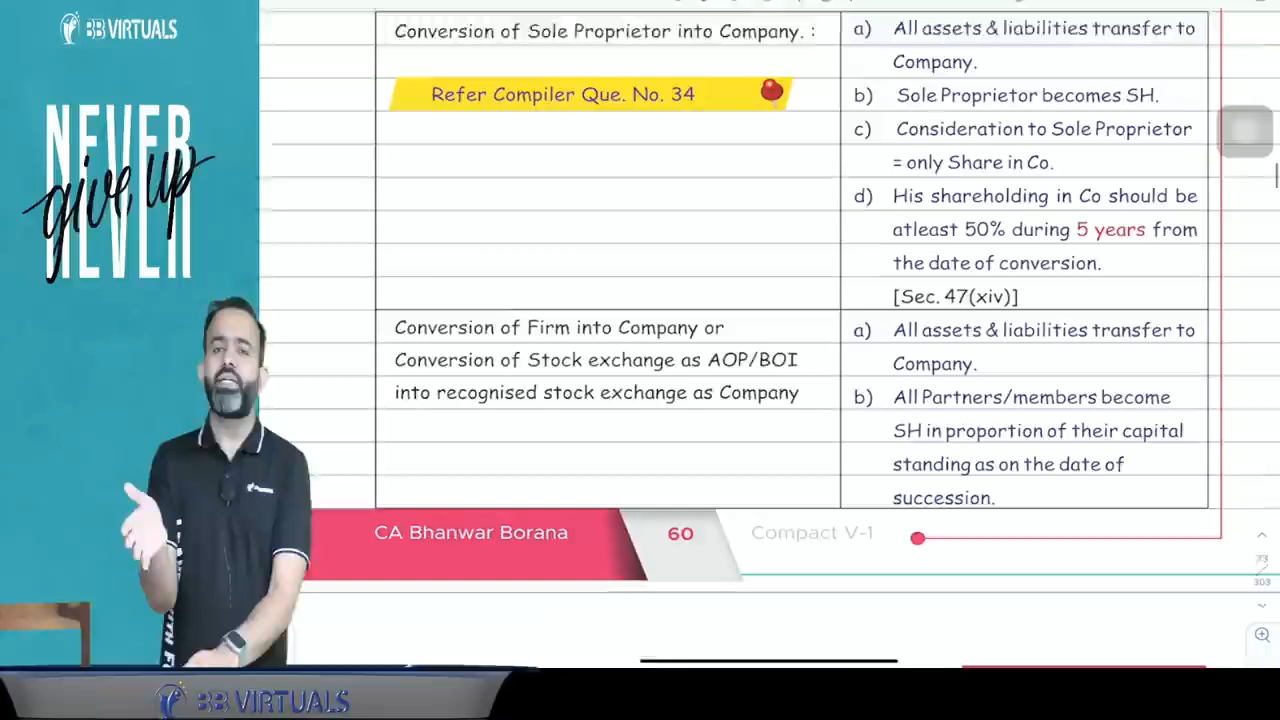 BB VIRTUALS
NEVER
give up
NEVER
Conversion of Sole Proprietor into Company. :
Refer Compiler Que. No. 34
a) All assets & liabilities transfer to
Company.
b) Sole Proprietor becomes SH.
c) Consideration to Sole Proprietor
= only Share in Co.
d) His shareholding in Co should be
atleast 50% during 5 years from
the date of conversion.
[Sec. 47(xiv)]
Conversion of Firm into Company or
Conversion of Stock exchange as AOP/BOI
into recognised stock exchange as Company
a) All assets & liabilities transfer to
Company.
b) All Partners/members become
SH in proportion of their capital
standing as on the date of
succession.
CA Bhanwar Borana
60
Compact V-1
73
303
BB VIRTUALS